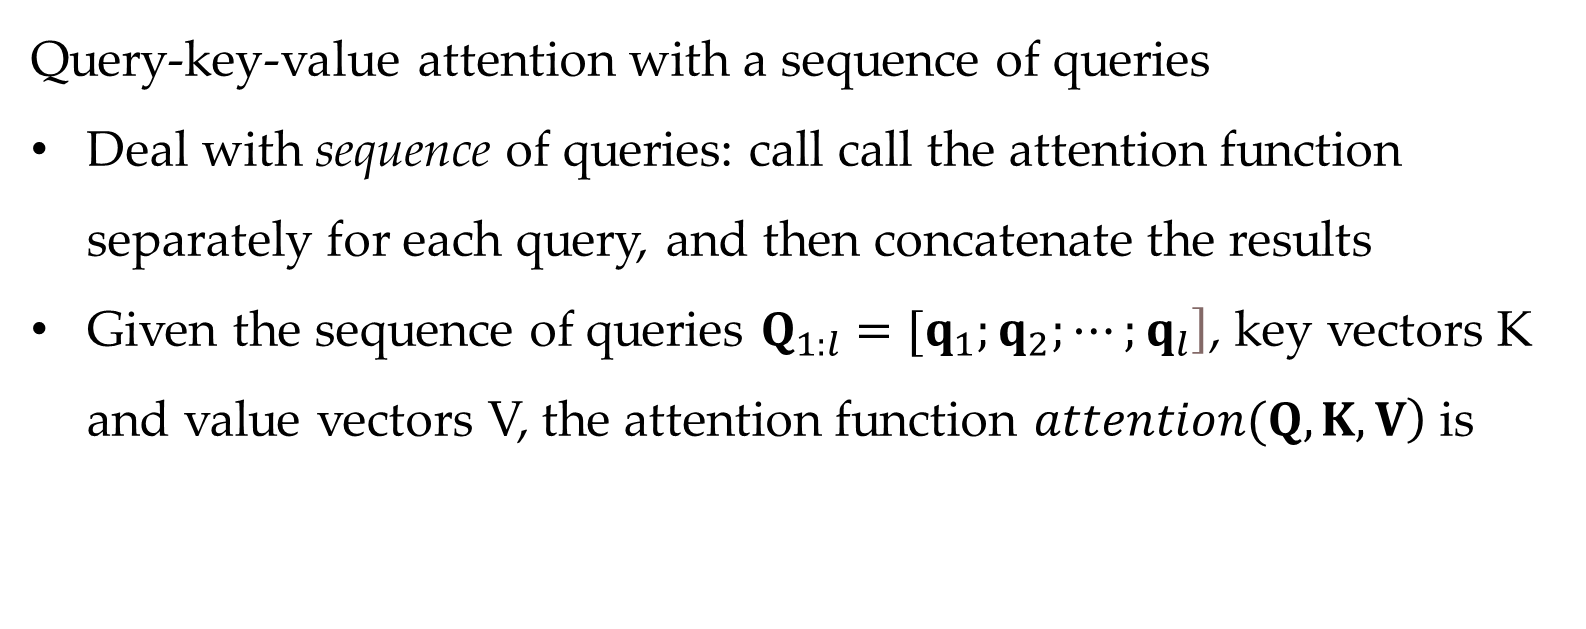 Query-key-value attention with a sequence of queries
• Deal with sequence of queries: call call the attention function
separately for each query, and then concatenate the results
• Given the sequence of queries 𝐐₁:ₗ = [𝐪₁; 𝐪₂; ⋯ ; 𝐪ₗ], key vectors K
and value vectors V, the attention function 𝑎𝑡𝑡𝑒𝑛𝑡𝑖𝑜𝑛(𝐐, 𝐊, 𝐕) is